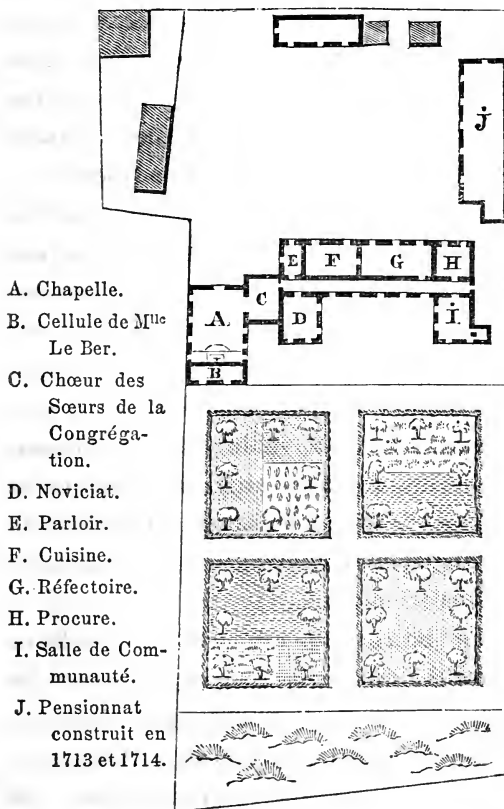 A. Chapelle.
B. Cellule de Mlle
Le Ber.
C. Chœur des
Sœurs de la
Congréga-
tion.
D. Noviciat.
E. Parloir.
F. Cuisine.
G. Réfectoire.
H. Procure.
I. Salle de Com-
munauté.
J. Pensionnat
construit en
1713 et 1714.
J
E F G H
C
A D I
B